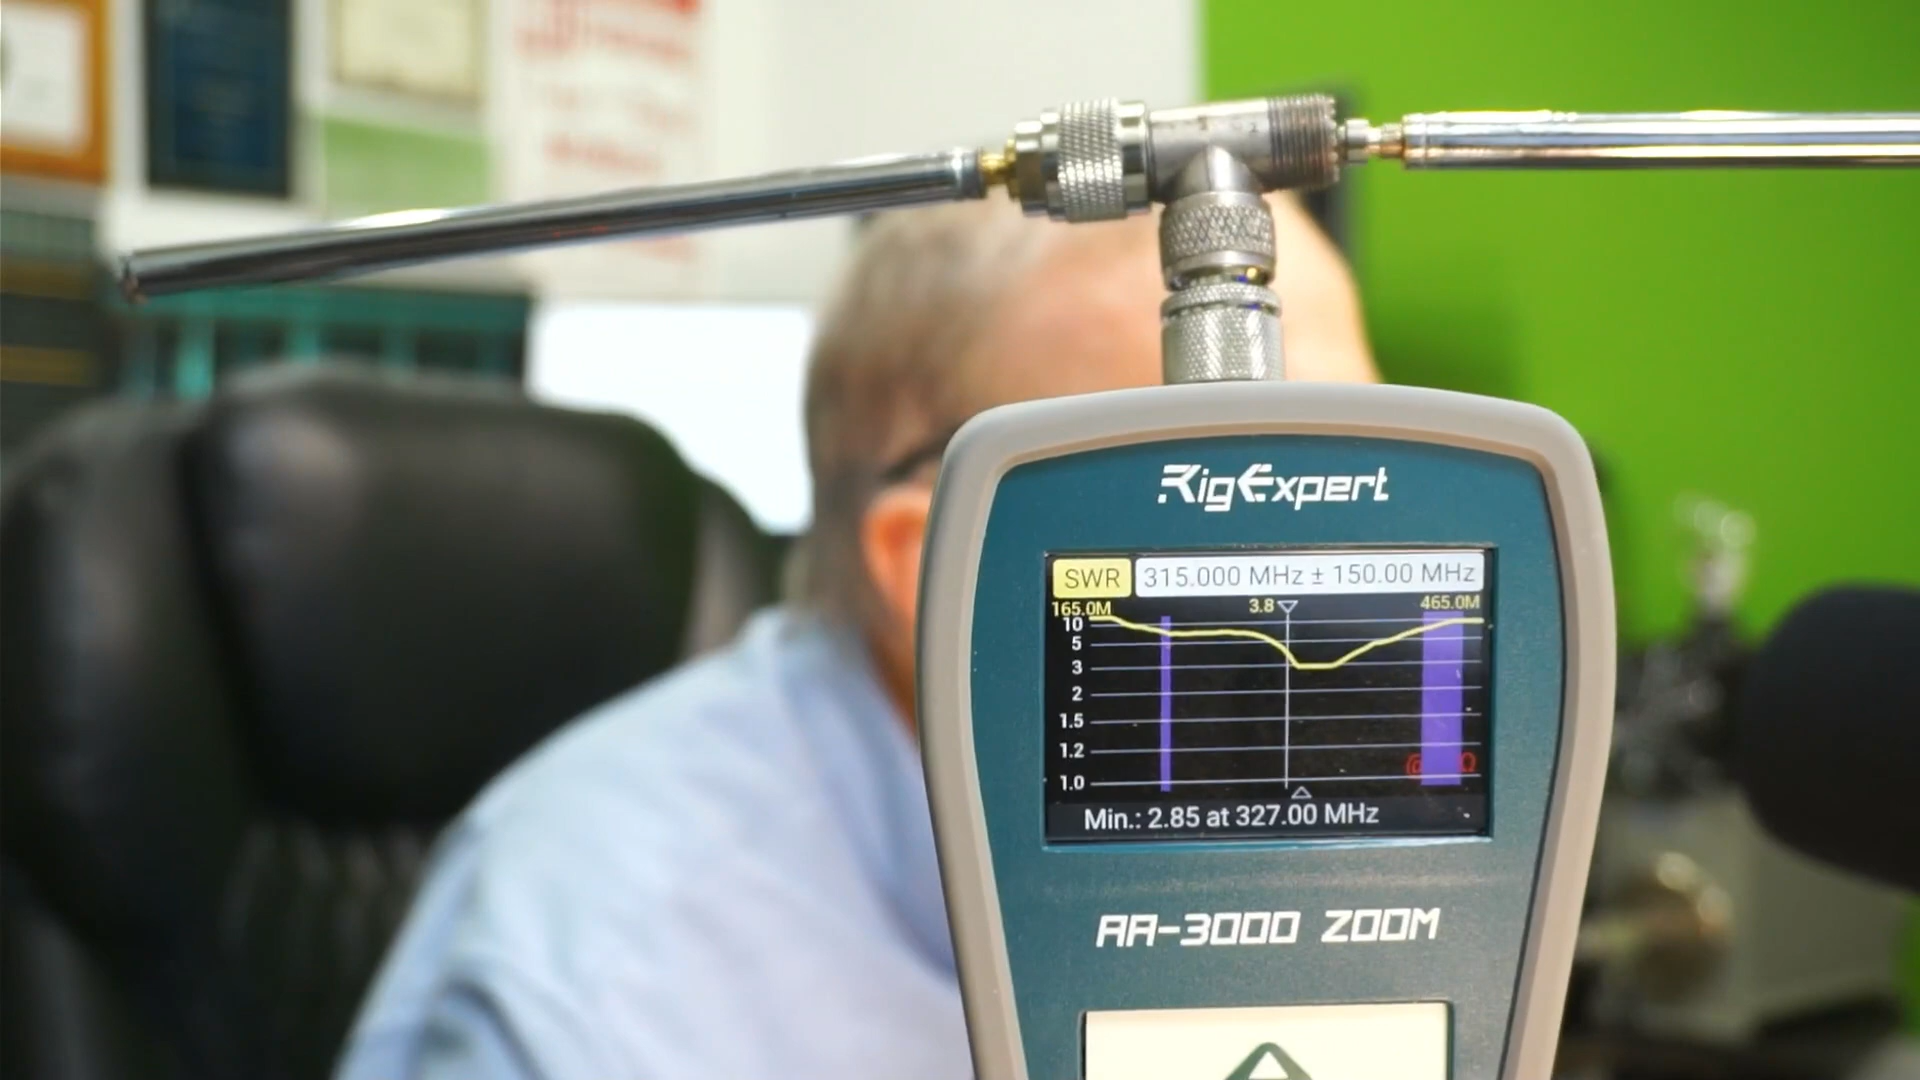 RigExpert
SWR 315.000 MHz ± 150.00 MHz
165.0M 3.8 465.0M
10
5
3
2
1.5
1.2
1.0
@ Ω
Min.: 2.85 at 327.00 MHz
AA-3000 ZOOM